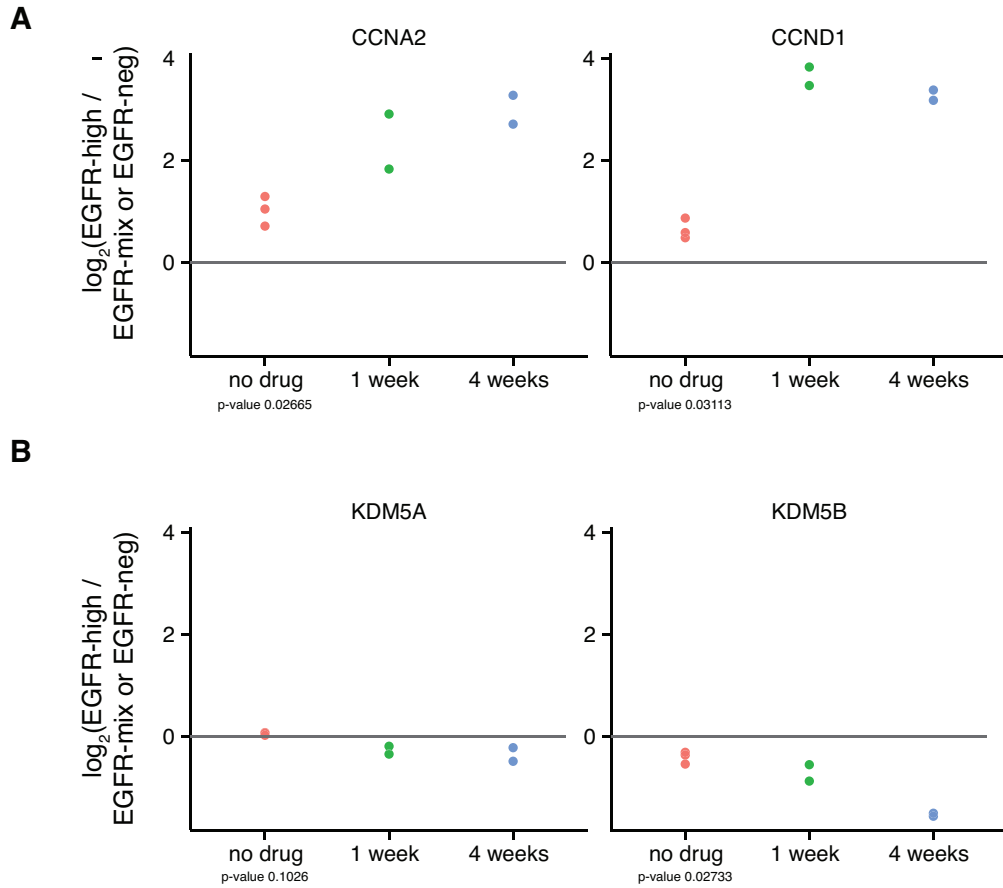 A
CCNA2
CCND1
log2(EGFR-high /
EGFR-mix or EGFR-neg)
4
2
0
4
2
0
no drug
1 week
4 weeks
p-value 0.02665
no drug
1 week
4 weeks
p-value 0.03113
B
KDM5A
KDM5B
log2(EGFR-high /
EGFR-mix or EGFR-neg)
4
2
0
4
2
0
no drug
1 week
4 weeks
p-value 0.1026
no drug
1 week
4 weeks
p-value 0.02733